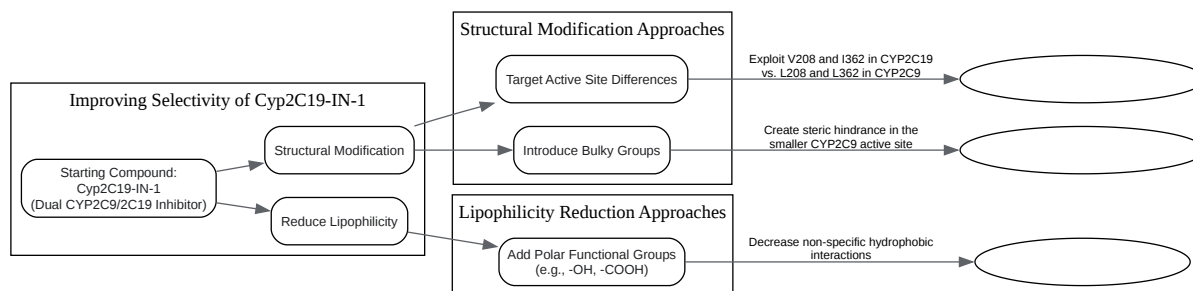 Structural Modification Approaches
Target Active Site Differences
Exploit V208 and I362 in CYP2C19
vs. L208 and L362 in CYP2C9
Improving Selectivity of Cyp2C19-IN-1
Structural Modification
Introduce Bulky Groups
Create steric hindrance in the
smaller CYP2C9 active site
Starting Compound:
Cyp2C19-IN-1
(Dual CYP2C9/2C19 Inhibitor)
Reduce Lipophilicity
Lipophilicity Reduction Approaches
Add Polar Functional Groups
(e.g., -OH, -COOH)
Decrease non-specific hydrophobic
interactions